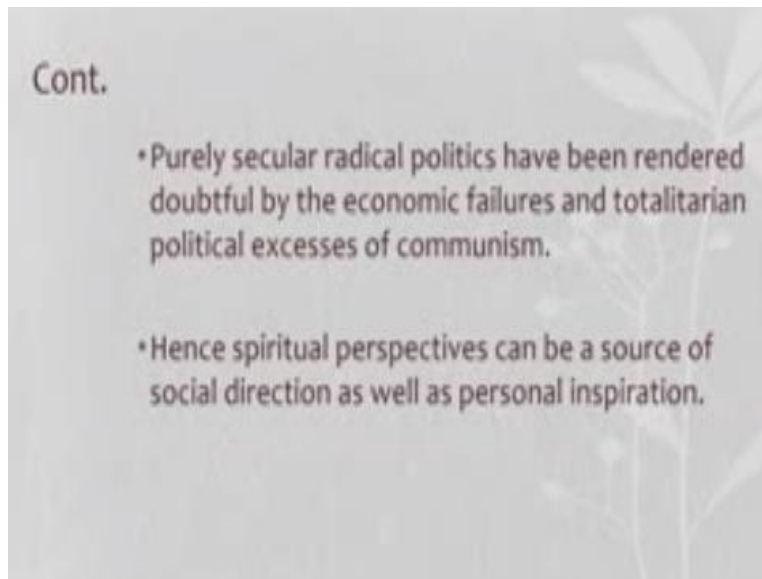 Cont.
•Purely secular radical politics have been rendered
doubtful by the economic failures and totalitarian
political excesses of communism.
•Hence spiritual perspectives can be a source of
social direction as well as personal inspiration.